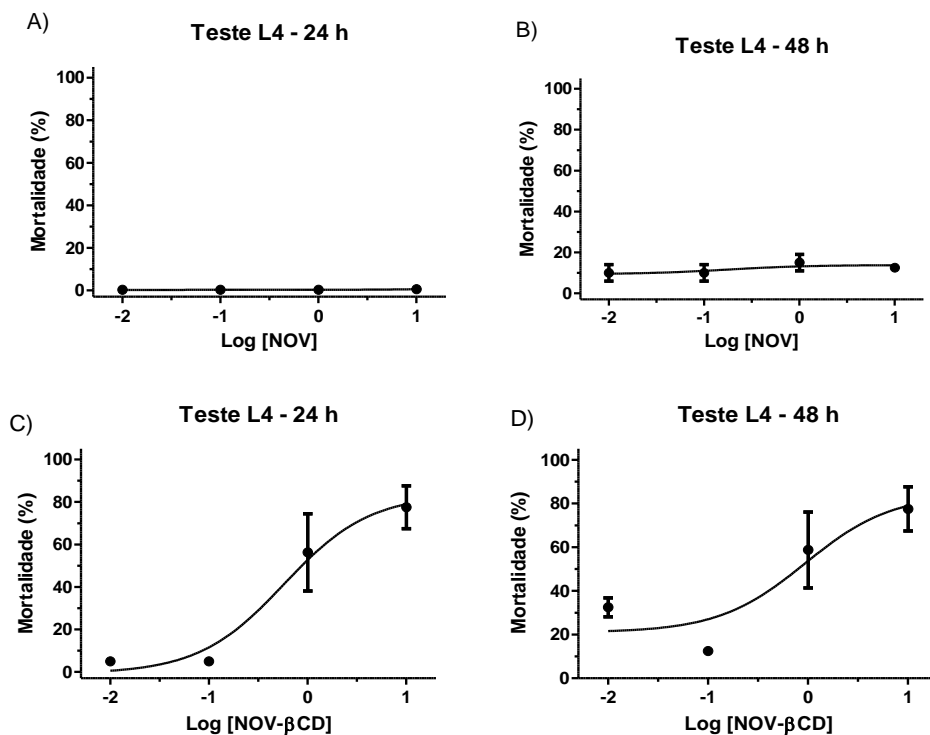 A)
Teste L4 - 24 h
100
80
60
40
20
0
Mortalidade (%)
-2 -1 0 1
Log [NOV]
B)
Teste L4 - 48 h
100
80
60
40
20
0
Mortalidade (%)
-2 -1 0 1
Log [NOV]
C)
Teste L4 - 24 h
100
80
60
40
20
0
Mortalidade (%)
-2 -1 0 1
Log [NOV-βCD]
D)
Teste L4 - 48 h
100
80
60
40
20
0
Mortalidade (%)
-2 -1 0 1
Log [NOV-βCD]